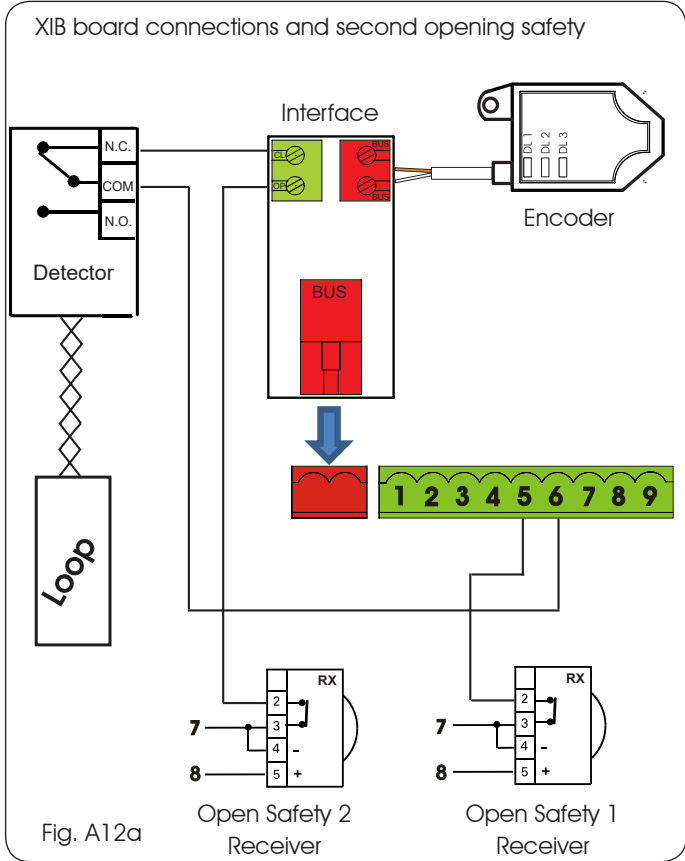 XIB board connections and second opening safety
Interface
N.C.
COM
N.O.
Detector
CL
OP
BUS
BUS
DL 1
DL 2
DL 3
Encoder
BUS
1 2 3 4 5 6 7 8 9
Loop
RX
2
7 3
4 -
8 5 +
Open Safety 2
Receiver
RX
2
7 3
4 -
8 5 +
Open Safety 1
Receiver
Fig. A12a